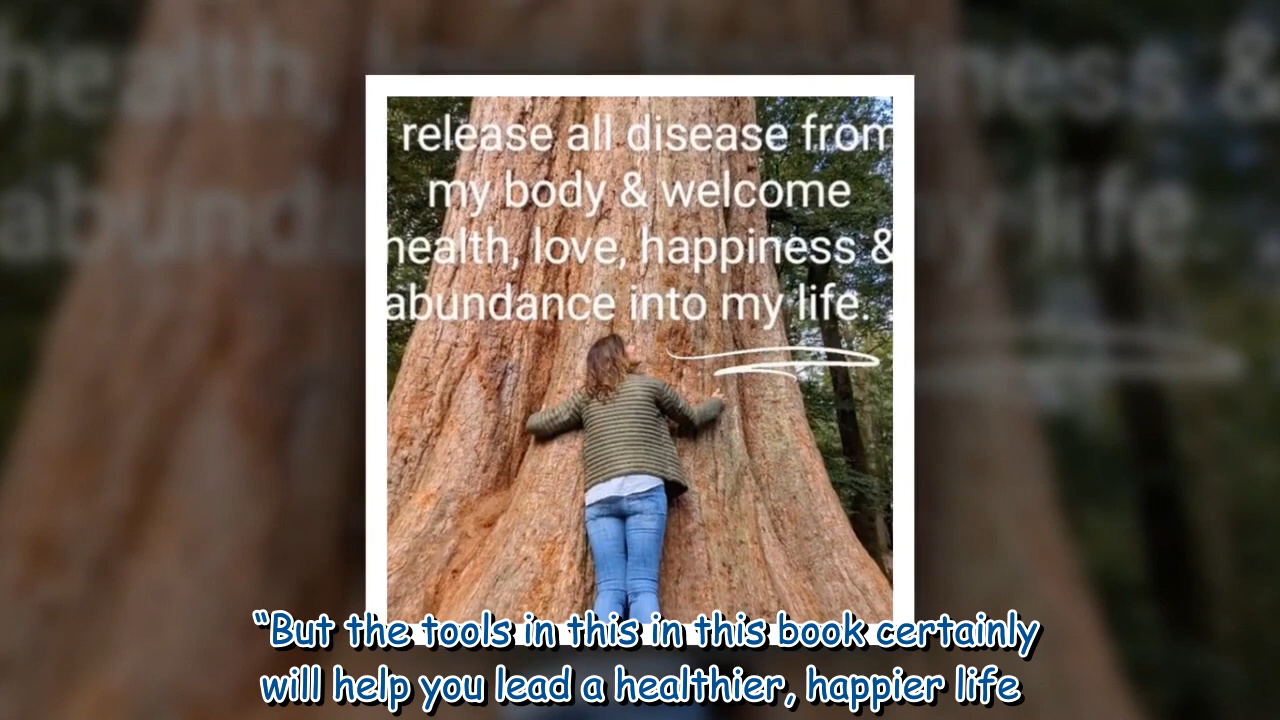 release all disease from
my body & welcome
health, love, happiness &
abundance into my life.
“But the tools in this in this book certainly
will help you lead a healthier, happier life